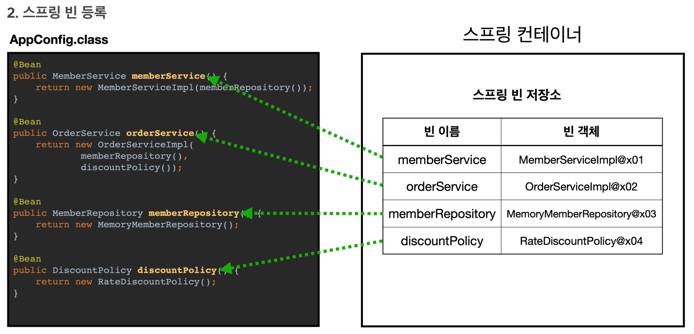 2. 스프링 빈 등록
AppConfig.class
@Bean
public MemberService memberService() {
return new MemberServiceImpl(memberRepository());
}
@Bean
public OrderService orderService() {
return new OrderServiceImpl(
memberRepository(),
discountPolicy());
}
@Bean
public MemberRepository memberRepository() {
return new MemoryMemberRepository();
}
@Bean
public DiscountPolicy discountPolicy() {
return new RateDiscountPolicy();
}
스프링 컨테이너
스프링 빈 저장소
빈 이름 빈 객체
memberService MemberServiceImpl@x01
orderService OrderServiceImpl@x02
memberRepository MemoryMemberRepository@x03
discountPolicy RateDiscountPolicy@x04